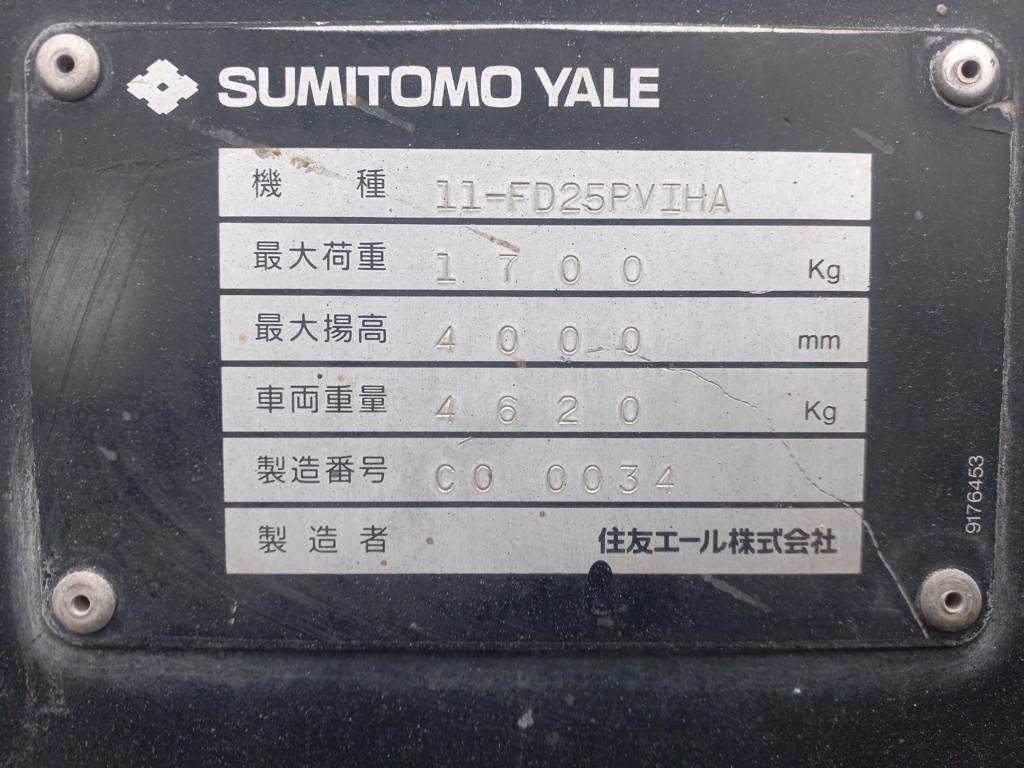 SUMITOMO YALE
機種 11-FD25PVIHA
最大荷重 1700 Kg
最大揚高 4000 mm
車両重量 4620 Kg
製造番号 CO 0034
製造者 住友エール株式会社
9176453